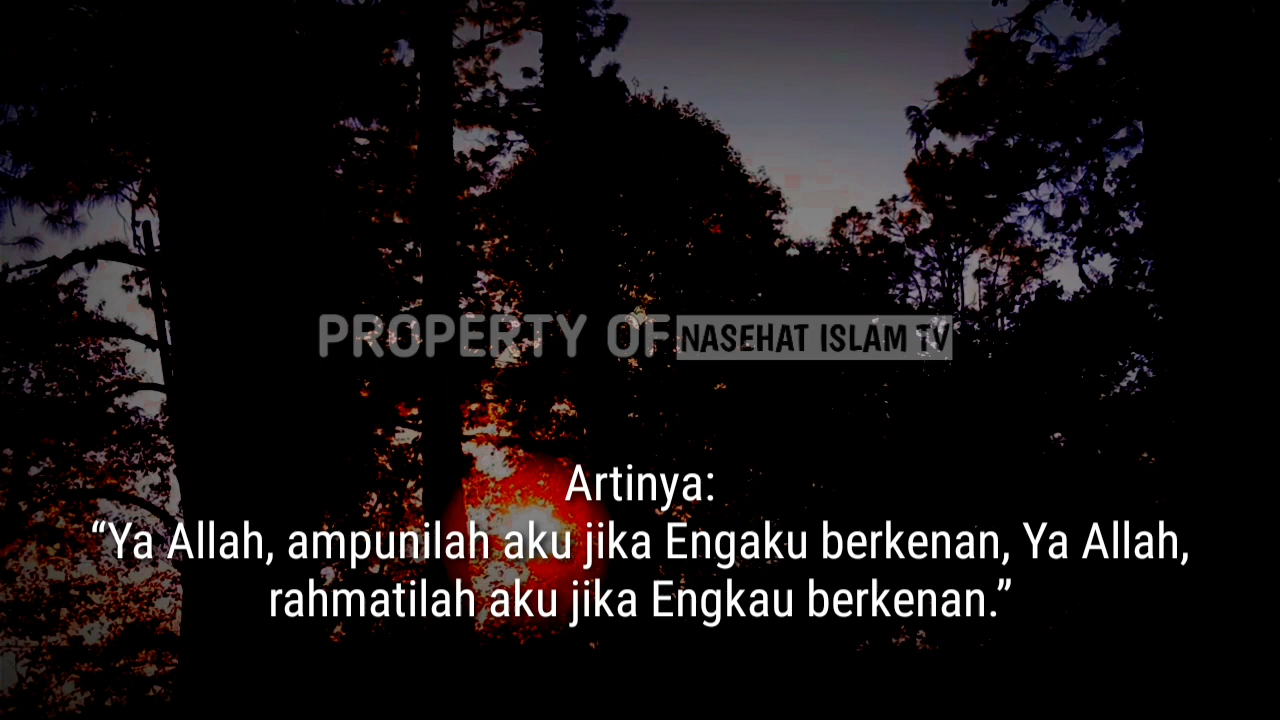 PROPERTY OF NASEHAT ISLAM TV
Artinya:
“Ya Allah, ampunilah aku jika Engaku berkenan, Ya Allah,
rahmatilah aku jika Engkau berkenan.”